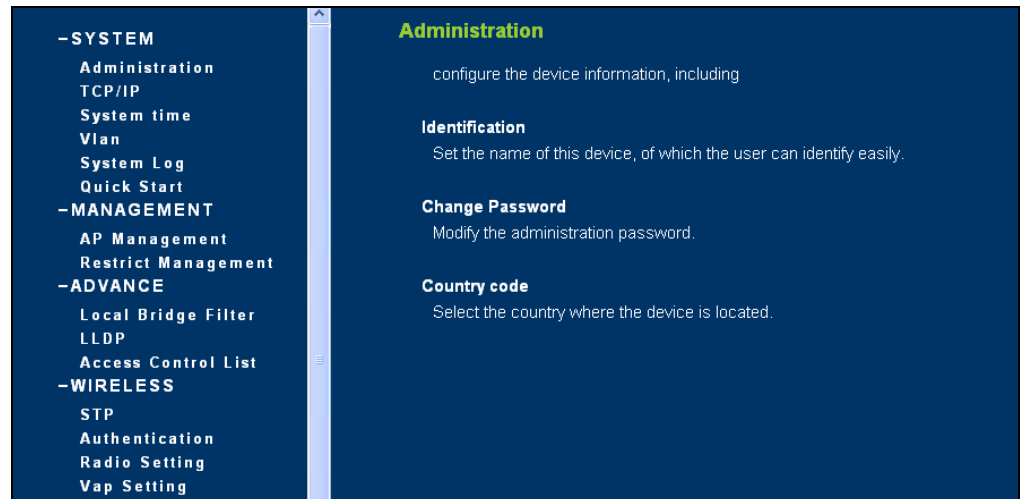 –SYSTEM
Administration
TCP/IP
System time
Vlan
System Log
Quick Start
–MANAGEMENT
AP Management
Restrict Management
–ADVANCE
Local Bridge Filter
LLDP
Access Control List
–WIRELESS
STP
Authentication
Radio Setting
Vap Setting
Administration
configure the device information, including
Identification
Set the name of this device, of which the user can identify easily.
Change Password
Modify the administration password.
Country code
Select the country where the device is located.